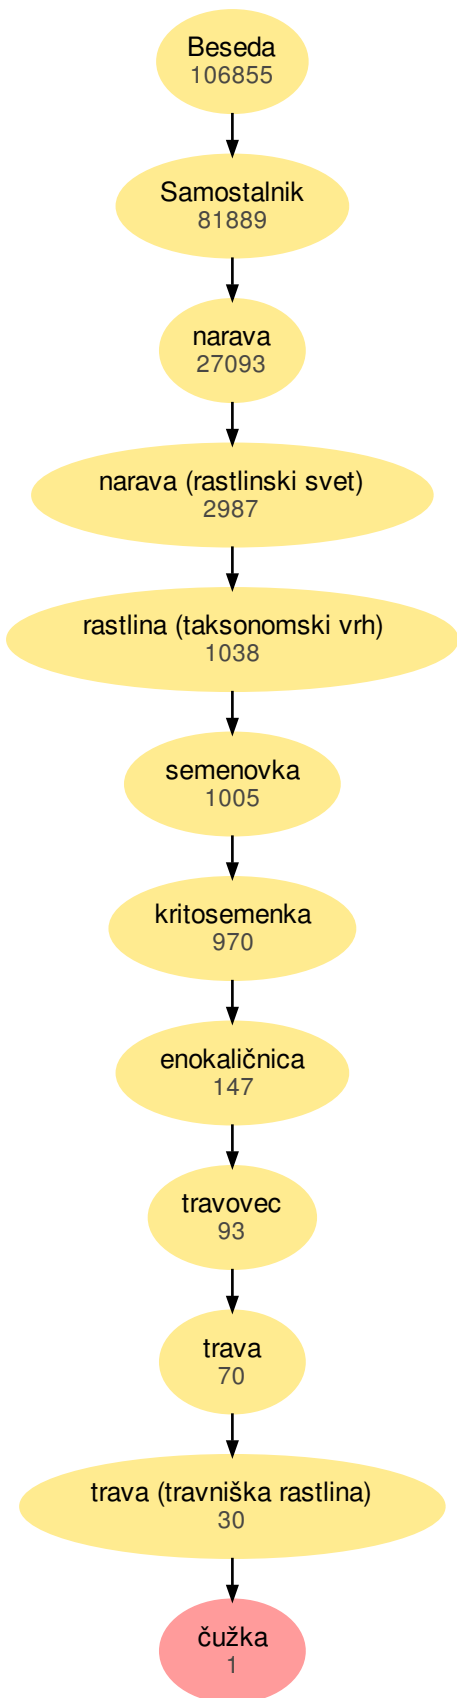 Beseda
106855
Samostalnik
81889
narava
27093
narava (rastlinski svet)
2987
rastlina (taksonomski vrh)
1038
semenovka
1005
kritosemenka
970
enokaličnica
147
travovec
93
trava
70
trava (travniška rastlina)
30
čužka
1